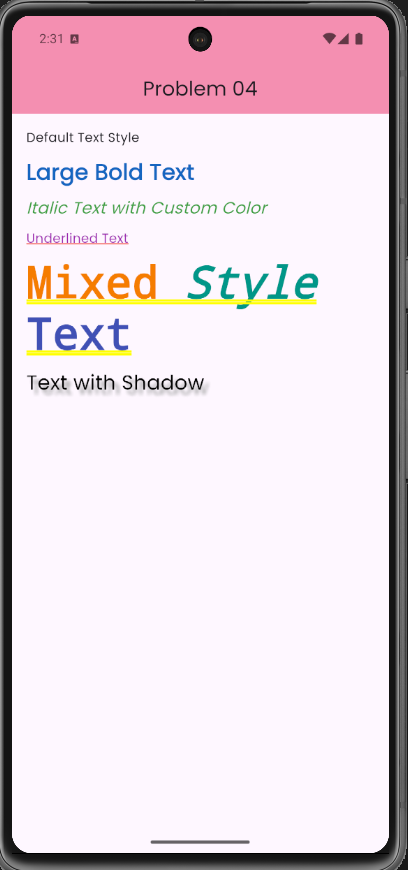 2:31 A
Problem 04
Default Text Style
Large Bold Text
Italic Text with Custom Color
Underlined Text
Mixed Style
Text
Text with Shadow